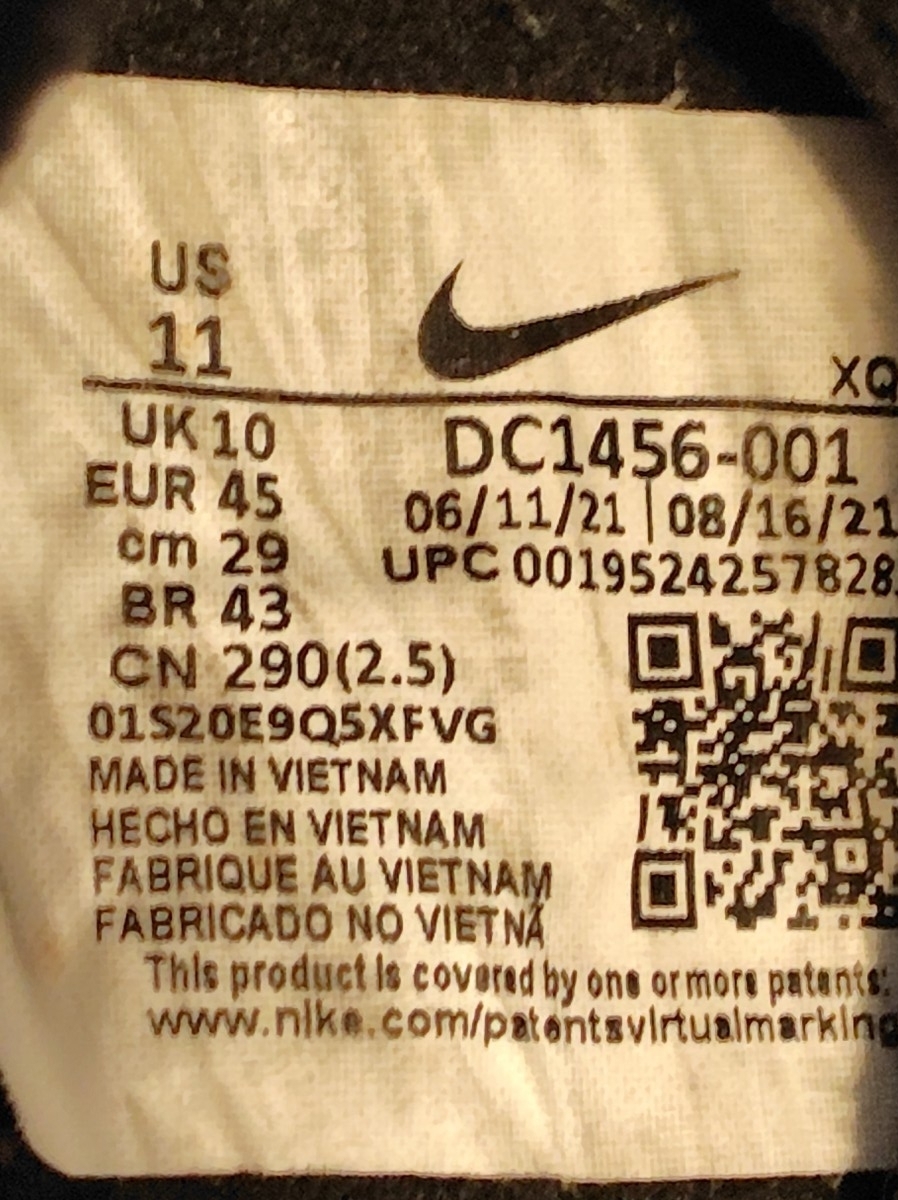 US
11
XQ
UK 10
DC1456-001
EUR 45
06/11/21 | 08/16/21
cm 29
UPC 0019524257828
BR 43
CN 290(2.5)
01S20E9Q5XFVG
MADE IN VIETNAM
HECHO EN VIETNAM
FABRIQUE AU VIETNAM
FABRICADO NO VIETNÃ
This product is covered by one or more patents:
www.nike.com/patentsvirtualmarking